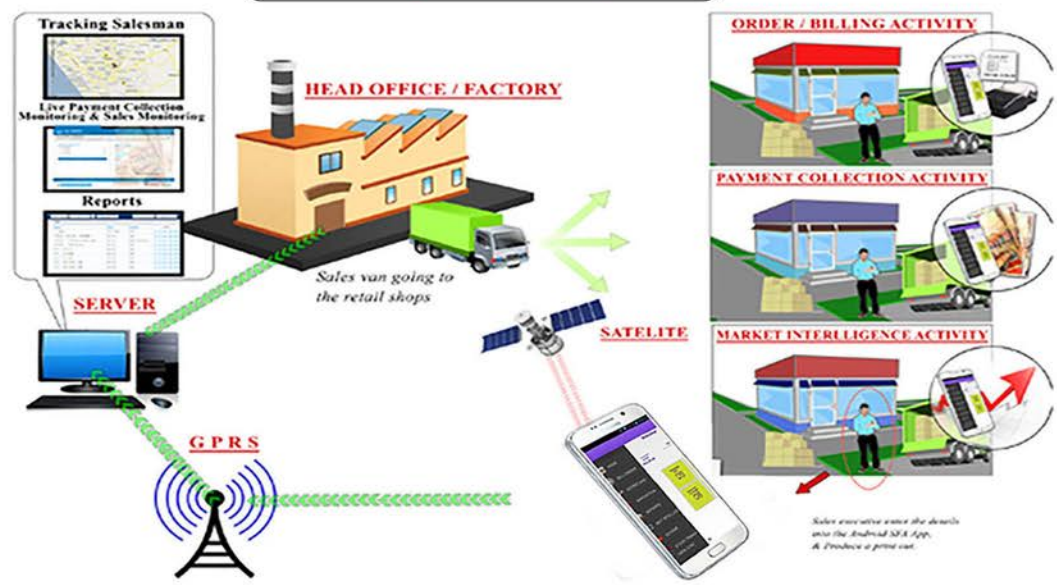 Tracking Salesman
Live Payment Collection
Monitoring & Sales Monitoring
Reports
SERVER
HEAD OFFICE / FACTORY
Sales van going to
the retail shops
G P R S
SATELITE
ORDER / BILLING ACTIVITY
PAYMENT COLLECTION ACTIVITY
MARKET INTERLLIGENCE ACTIVITY
Sales executive enter the details
into the Android SFA App,
& Produce a print out.